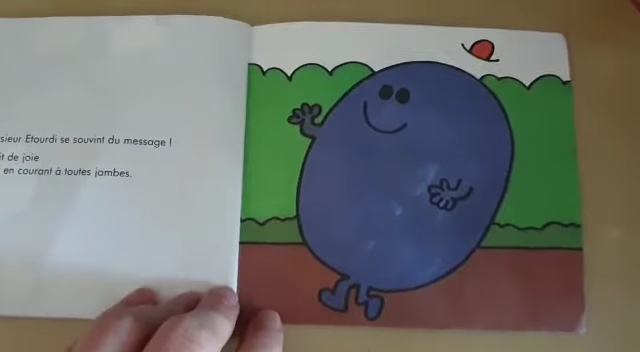 sieur Etourdi se souvint du message !
it de joie
en courant à toutes jambes.